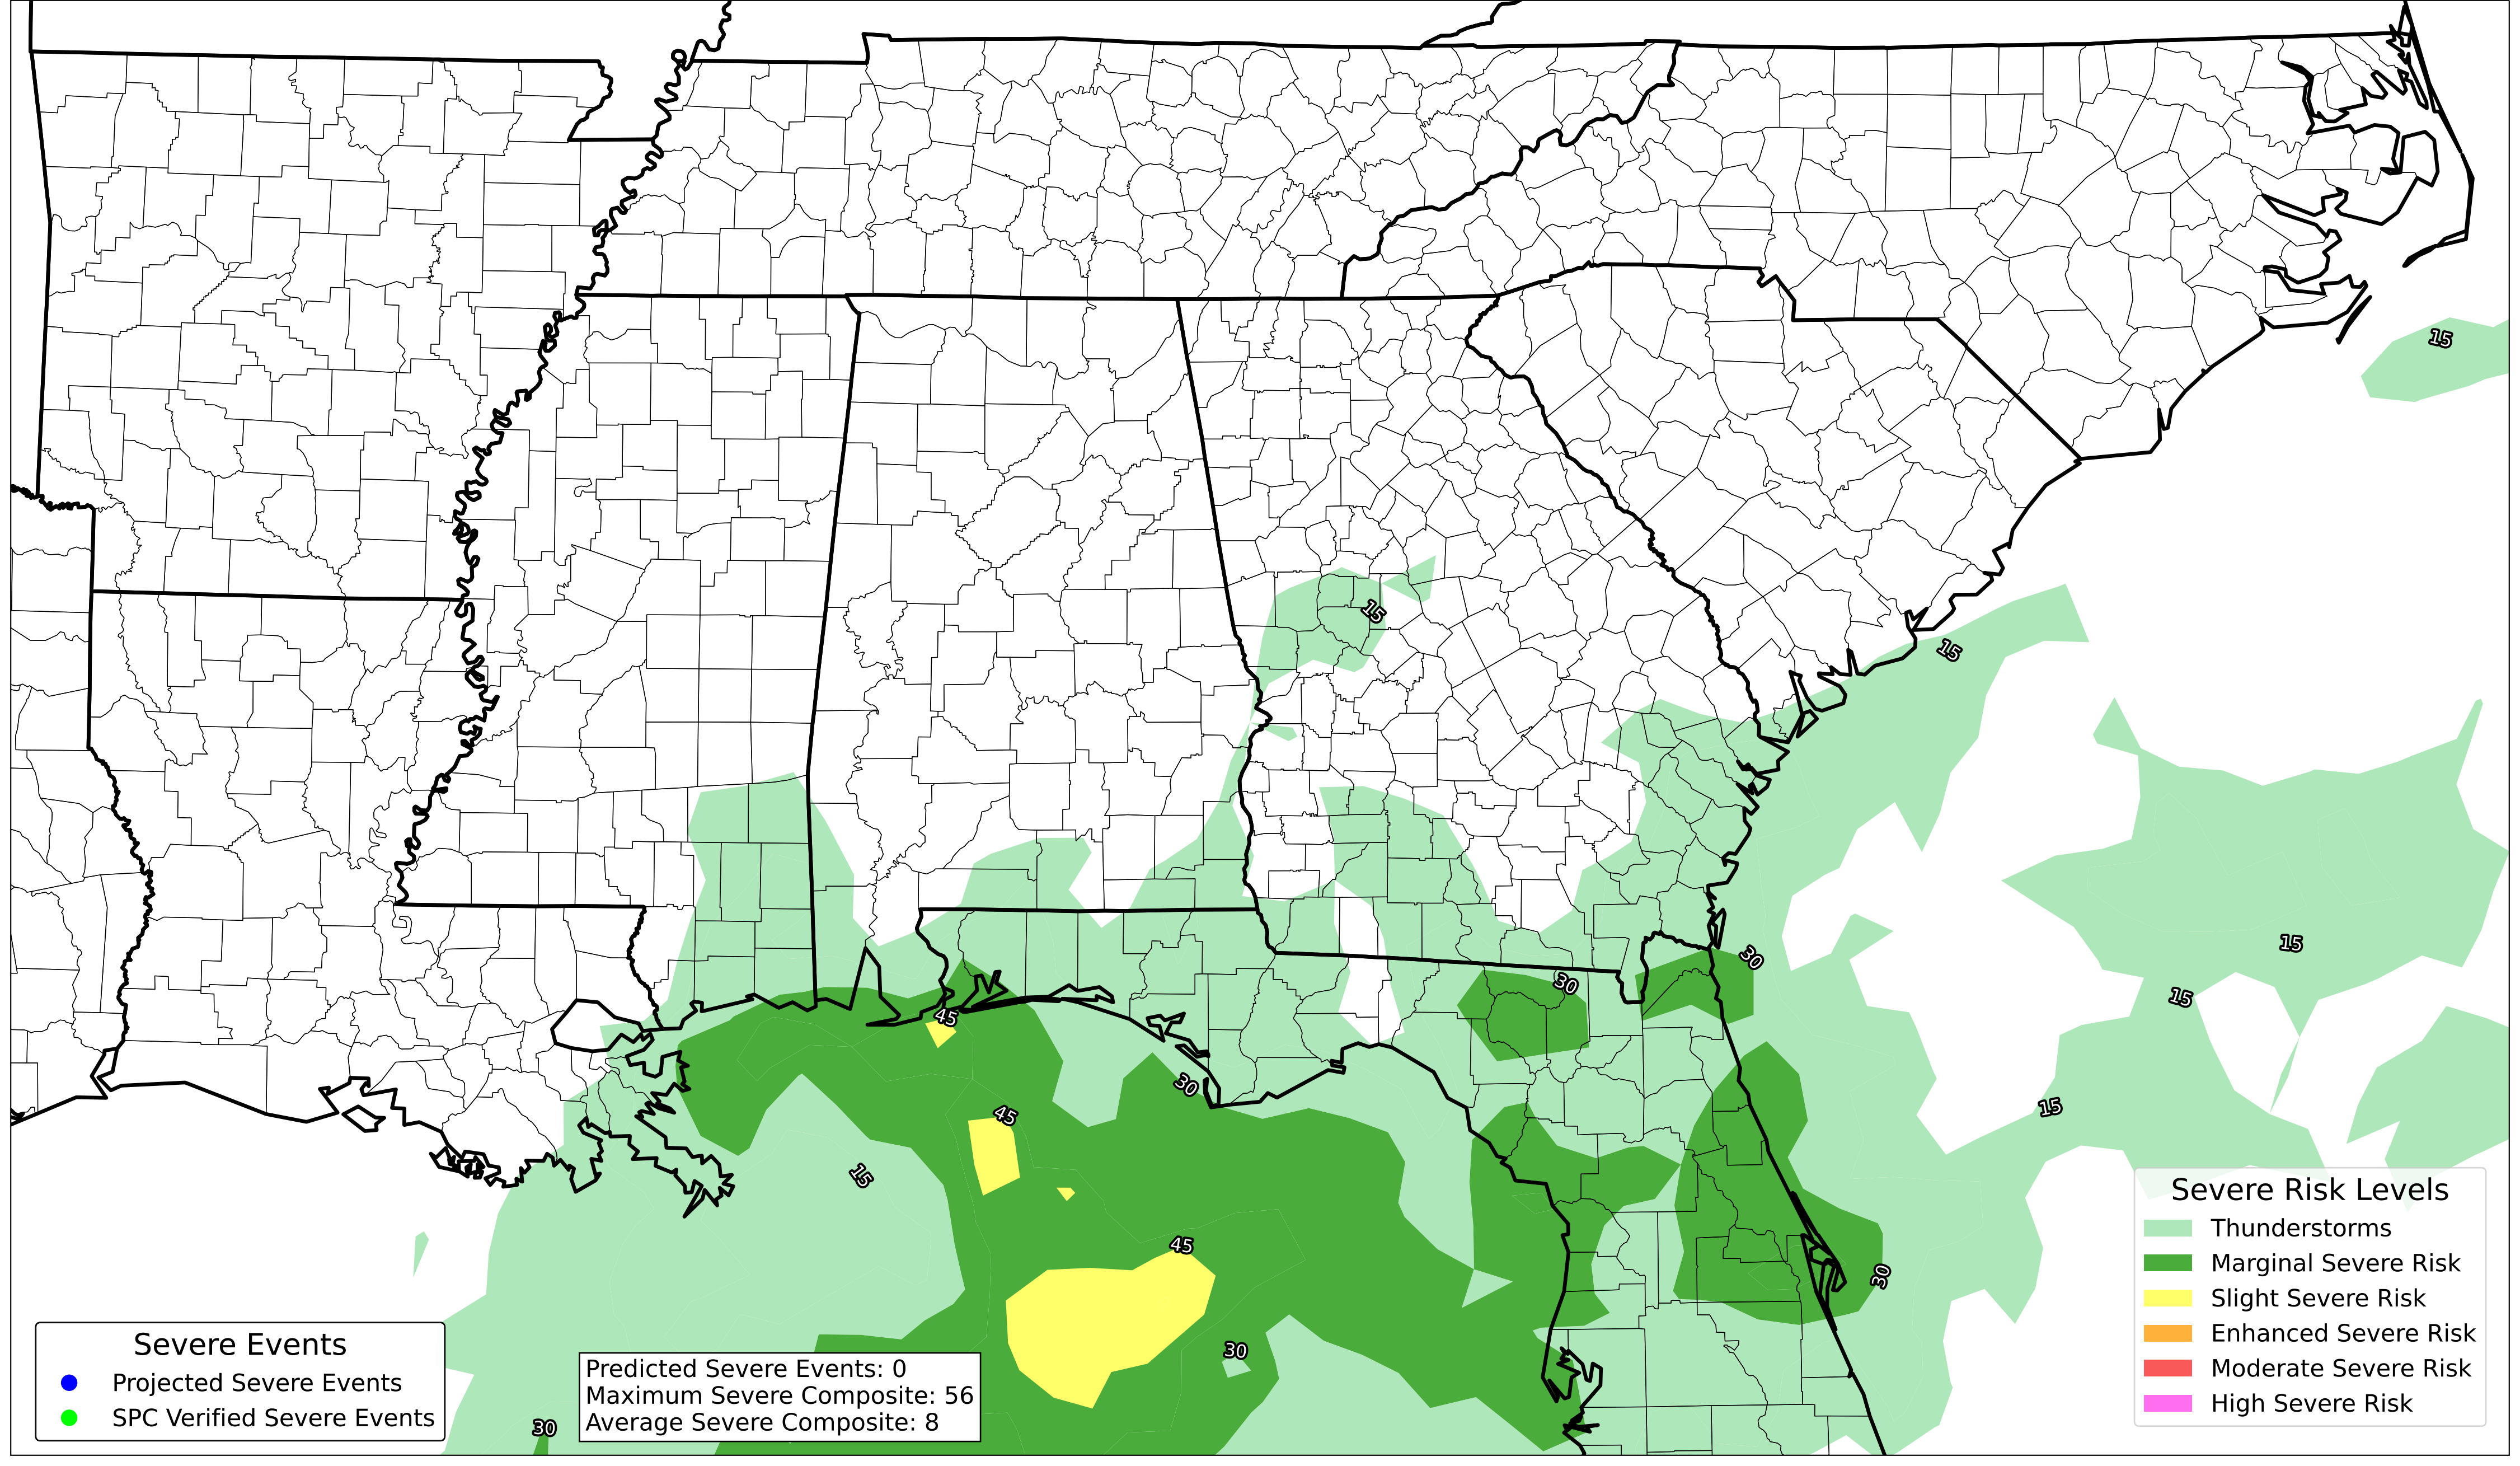 15
15
15
30
30
15
15
45
30
15
45
15
45
30
30
30
Severe Risk Levels
Thunderstorms
Marginal Severe Risk
Slight Severe Risk
Enhanced Severe Risk
Moderate Severe Risk
High Severe Risk
Severe Events
Projected Severe Events
SPC Verified Severe Events
Predicted Severe Events: 0
Maximum Severe Composite: 56
Average Severe Composite: 8